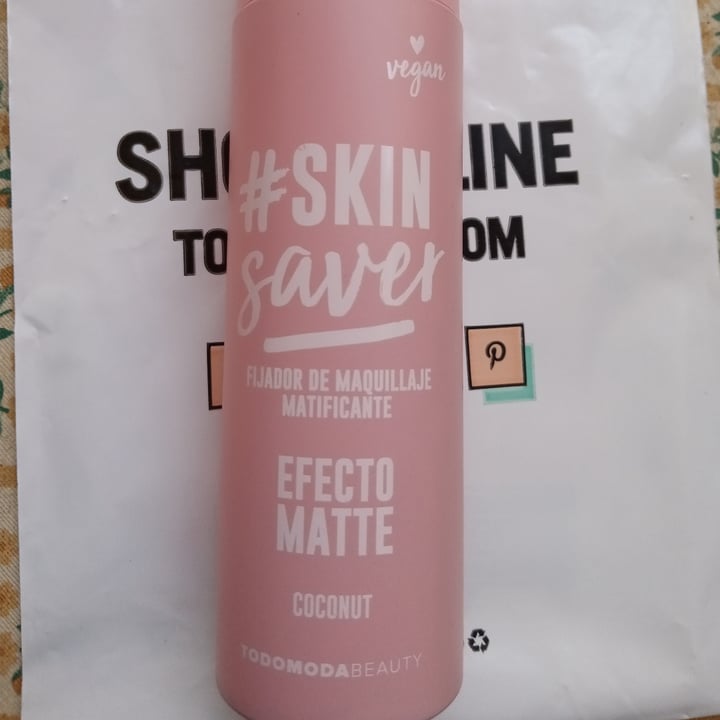 vegan
#SKIN
saver
FIJADOR DE MAQUILLAJE
MATIFICANTE
EFECTO
MATTE
COCONUT
TODOMODABEAUTY